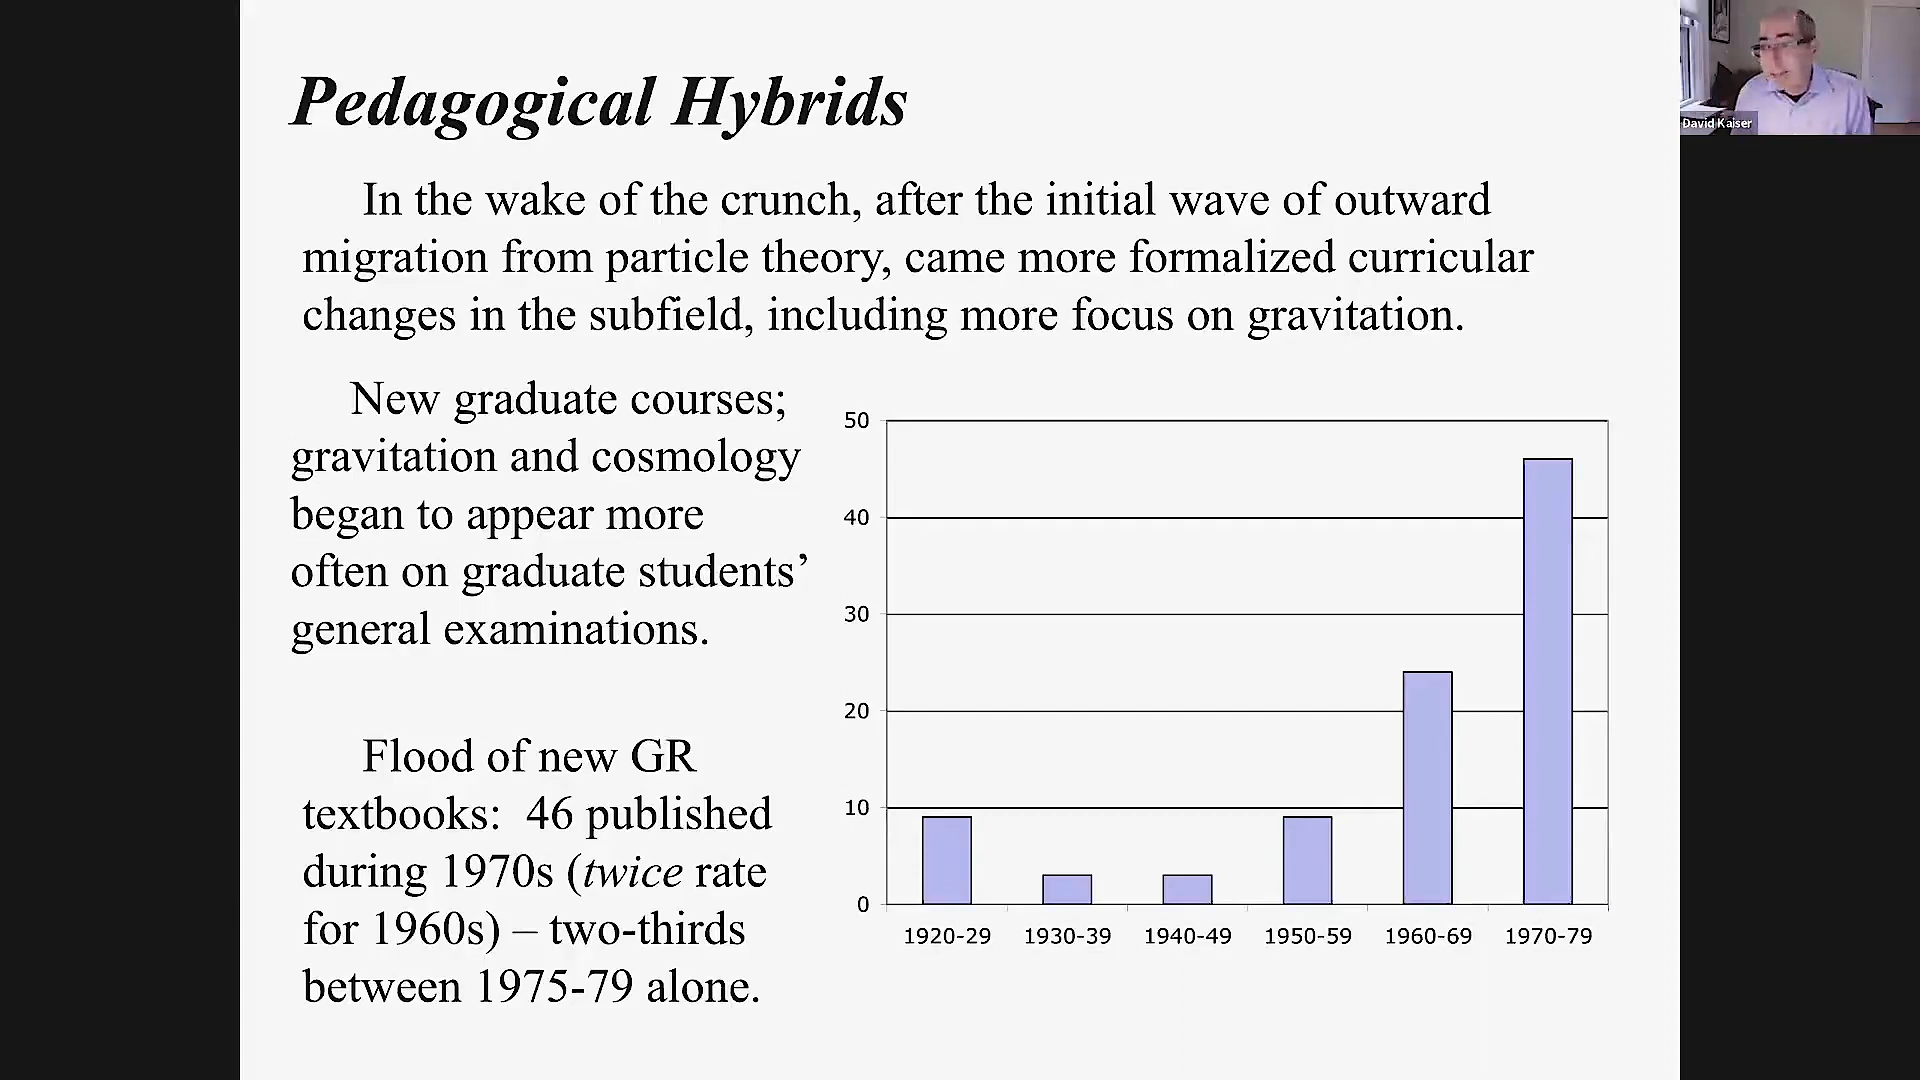 Pedagogical Hybrids
David Kaiser
In the wake of the crunch, after the initial wave of outward
migration from particle theory, came more formalized curricular
changes in the subfield, including more focus on gravitation.
New graduate courses;
gravitation and cosmology
began to appear more
often on graduate students’
general examinations.
Flood of new GR
textbooks:  46 published
during 1970s (twice rate
for 1960s) – two-thirds
between 1975-79 alone.
50
40
30
20
10
0
1920-29 1930-39 1940-49 1950-59 1960-69 1970-79